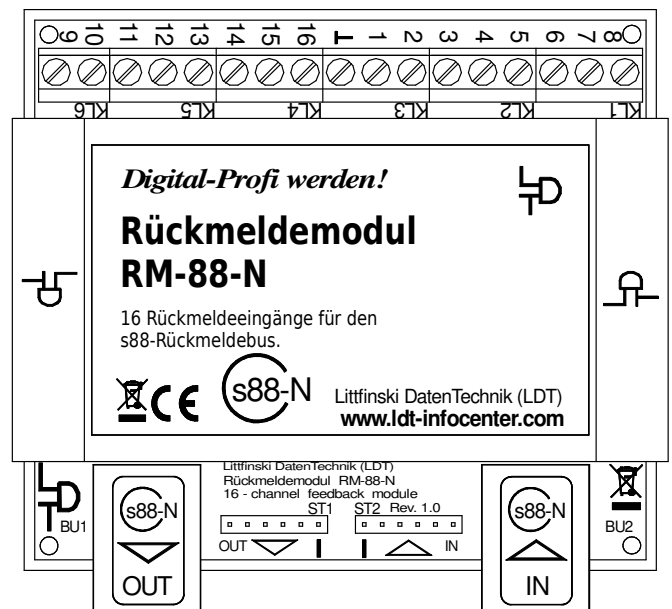 9 10 11 12 13 14 15 16 ⊥ 1 2 3 4 5 6 7 8
KL6 KL5 KL4 KL3 KL2 KL1
Digital-Profi werden!
Rückmeldemodul
RM-88-N
16 Rückmeldeeingänge für den
s88-Rückmeldebus.
CE
s88-N
Littfinski DatenTechnik (LDT)
www.ldt-infocenter.com
Littfinski DatenTechnik (LDT)
Rückmeldemodul RM-88-N
16 - channel feedback module
ST1 ST2 Rev. 1.0
OUT IN
BU1
s88-N
OUT
s88-N
IN
BU2